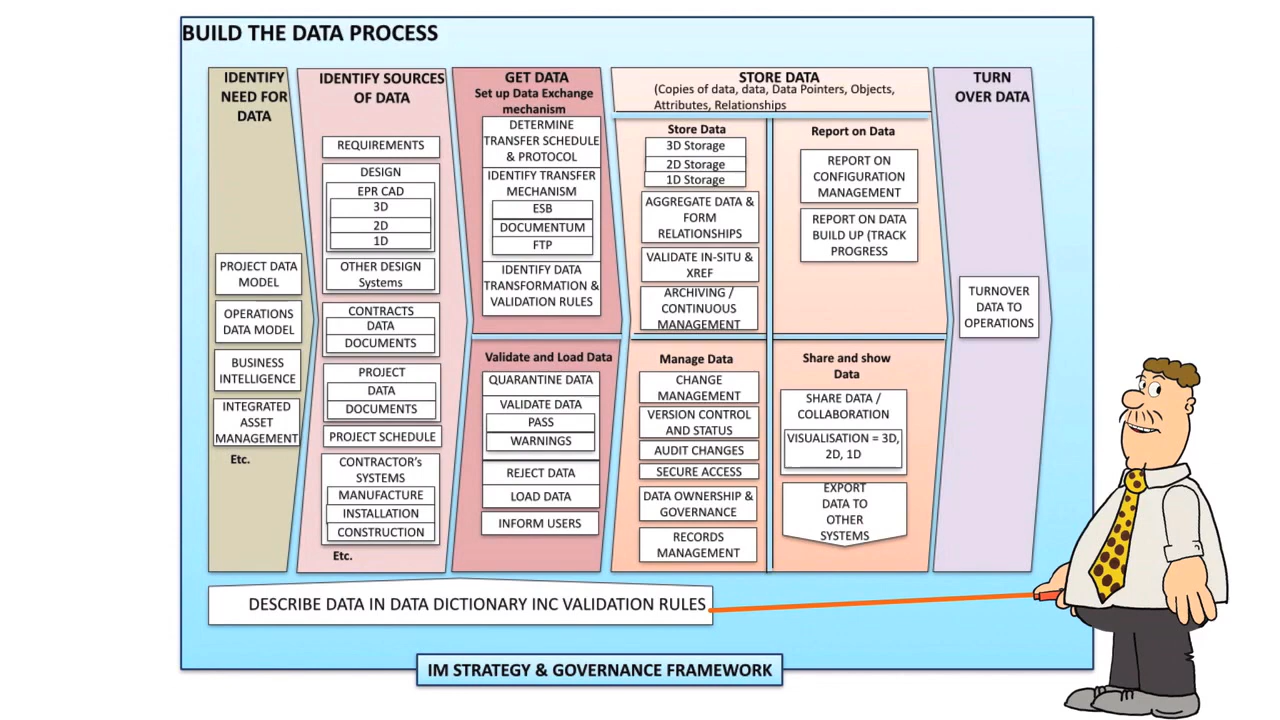 BUILD THE DATA PROCESS
IDENTIFY
NEED FOR
DATA
PROJECT DATA
MODEL
OPERATIONS
DATA MODEL
BUSINESS
INTELLIGENCE
INTEGRATED
ASSET
MANAGEMENT
Etc.
IDENTIFY SOURCES
OF DATA
REQUIREMENTS
DESIGN
EPR CAD
3D
2D
1D
OTHER DESIGN
Systems
CONTRACTS
DATA
DOCUMENTS
PROJECT
DATA
DOCUMENTS
PROJECT SCHEDULE
CONTRACTOR's
SYSTEMS
MANUFACTURE
INSTALLATION
CONSTRUCTION
Etc.
GET DATA
Set up Data Exchange
mechanism
DETERMINE
TRANSFER SCHEDULE
& PROTOCOL
IDENTIFY TRANSFER
MECHANISM
ESB
DOCUMENTUM
FTP
IDENTIFY DATA
TRANSFORMATION &
VALIDATION RULES
Validate and Load Data
QUARANTINE DATA
VALIDATE DATA
PASS
WARNINGS
REJECT DATA
LOAD DATA
INFORM USERS
STORE DATA
(Copies of data, data, Data Pointers, Objects,
Attributes, Relationships
Store Data
3D Storage
2D Storage
1D Storage
AGGREGATE DATA &
FORM
RELATIONSHIPS
VALIDATE IN-SITU &
XREF
ARCHIVING /
CONTINUOUS
MANAGEMENT
Report on Data
REPORT ON
CONFIGURATION
MANAGEMENT
REPORT ON DATA
BUILD UP (TRACK
PROGRESS
Manage Data
CHANGE
MANAGEMENT
VERSION CONTROL
AND STATUS
AUDIT CHANGES
SECURE ACCESS
DATA OWNERSHIP &
GOVERNANCE
RECORDS
MANAGEMENT
Share and show
Data
SHARE DATA /
COLLABORATION
VISUALISATION = 3D,
2D, 1D
EXPORT
DATA TO
OTHER
SYSTEMS
TURN
OVER DATA
TURNOVER
DATA TO
OPERATIONS
DESCRIBE DATA IN DATA DICTIONARY INC VALIDATION RULES
IM STRATEGY & GOVERNANCE FRAMEWORK